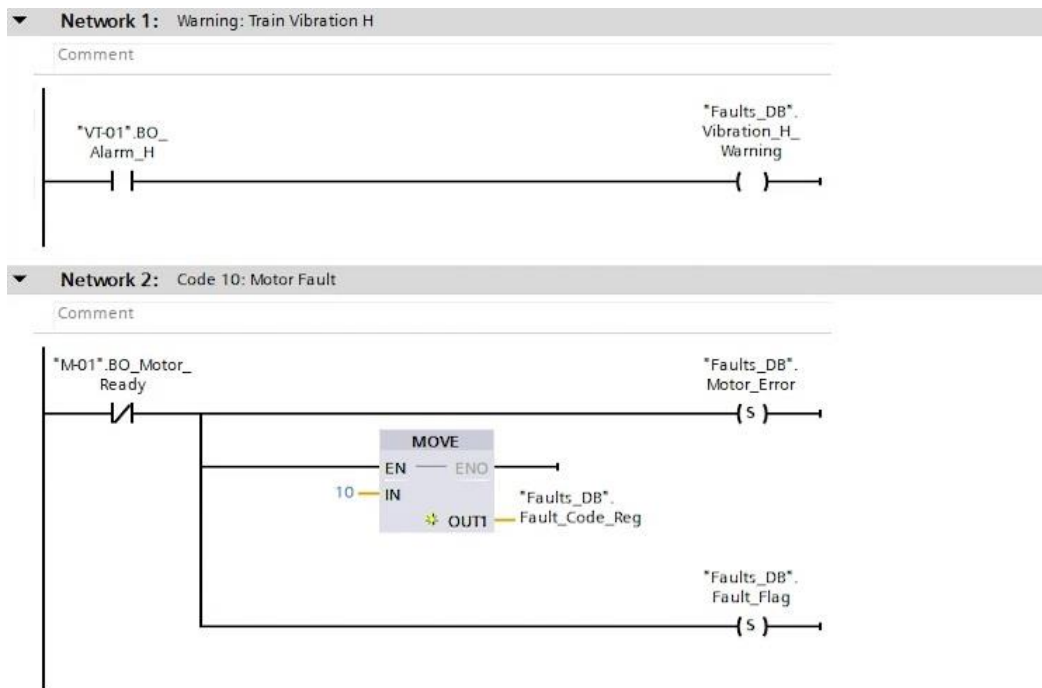 Network 1: Warning: Train Vibration H
Comment
"VT-01".BO_
Alarm_H
"Faults_DB".
Vibration_H_
Warning
Network 2: Code 10: Motor Fault
Comment
"M-01".BO_Motor_
Ready
"Faults_DB".
Motor_Error
S
MOVE
EN ENO
10 IN
OUT1
"Faults_DB".
Fault_Code_Reg
"Faults_DB".
Fault_Flag
S